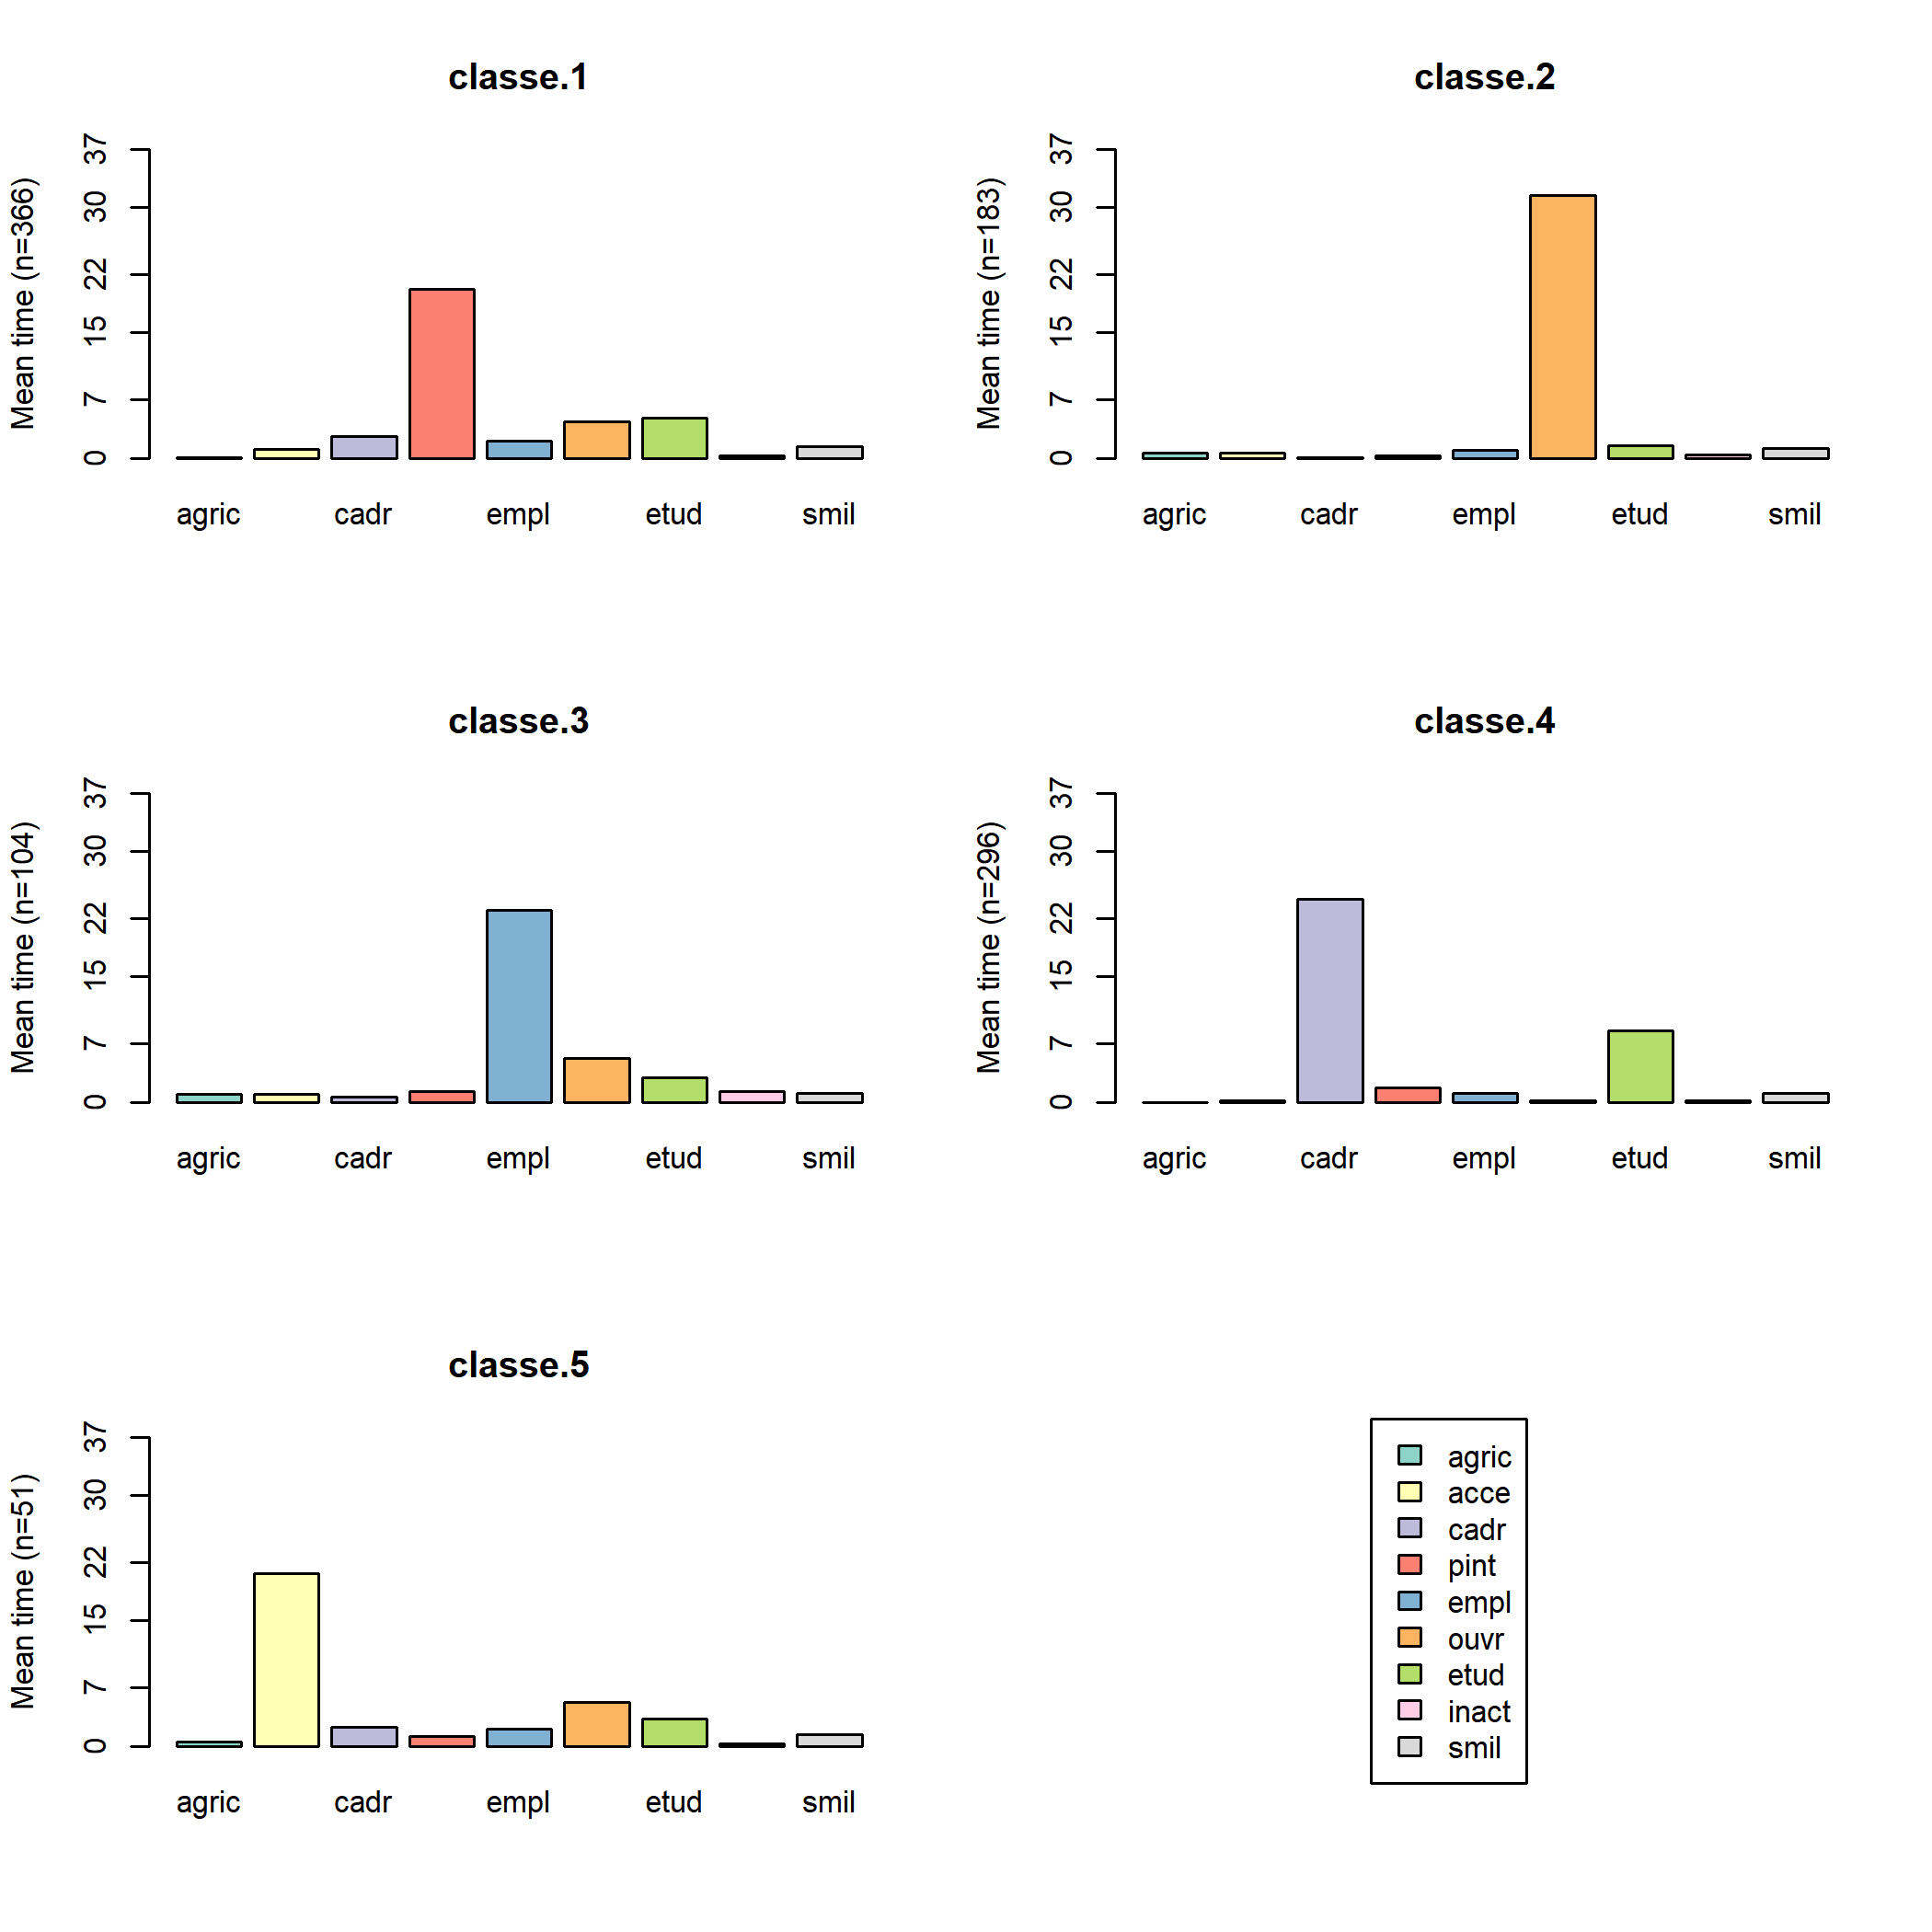 classe.1
Mean time (n=366)
37
30
22
15
7
0
agric cadr empl etud smil
classe.2
Mean time (n=183)
37
30
22
15
7
0
agric cadr empl etud smil
classe.3
Mean time (n=104)
37
30
22
15
7
0
agric cadr empl etud smil
classe.4
Mean time (n=296)
37
30
22
15
7
0
agric cadr empl etud smil
classe.5
Mean time (n=51)
37
30
22
15
7
0
agric cadr empl etud smil
agric
acce
cadr
pint
empl
ouvr
etud
inact
smil